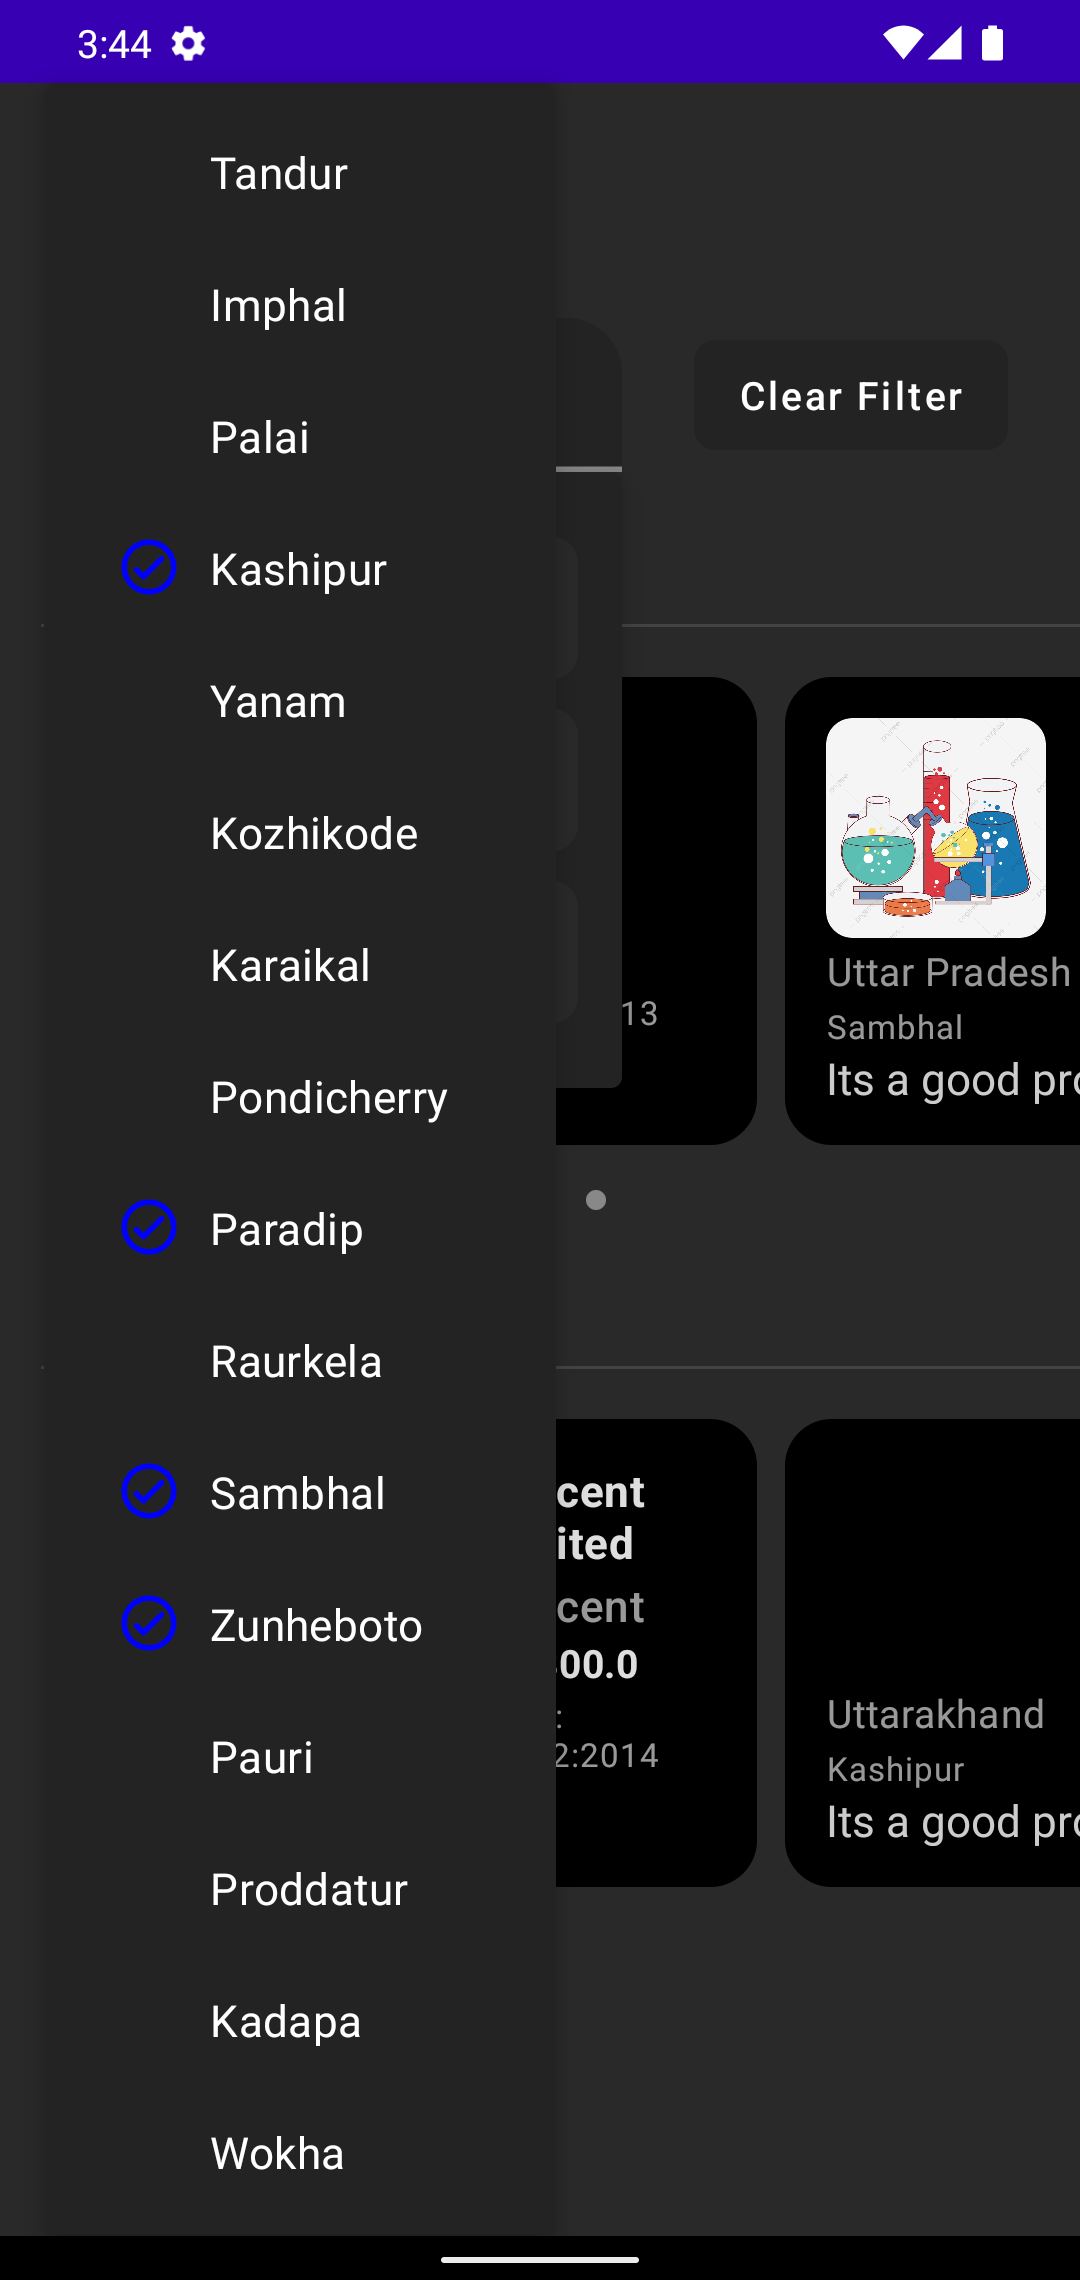 3:44
Tandur
Imphal
Palai
Kashipur
Yanam
Kozhikode
Karaikal
Pondicherry
Paradip
Raurkela
Sambhal
Zunheboto
Pauri
Proddatur
Kadapa
Wokha
Clear Filter
13
Uttar Pradesh
Sambhal
Its a good pro
cent
ited
cent
00.0
:
2:2014
Uttarakhand
Kashipur
Its a good pro